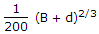 1/200 (B + d)^2/3